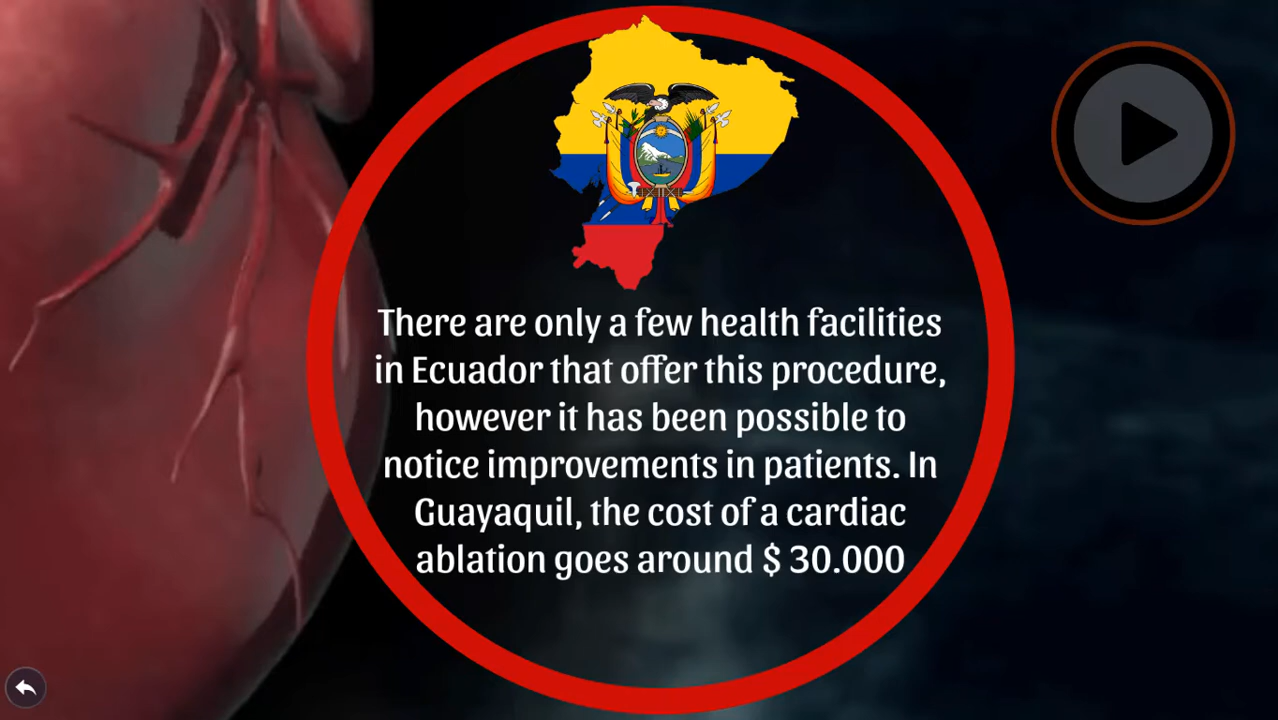 There are only a few health facilities
in Ecuador that offer this procedure,
however it has been possible to
notice improvements in patients. In
Guayaquil, the cost of a cardiac
ablation goes around $ 30.000